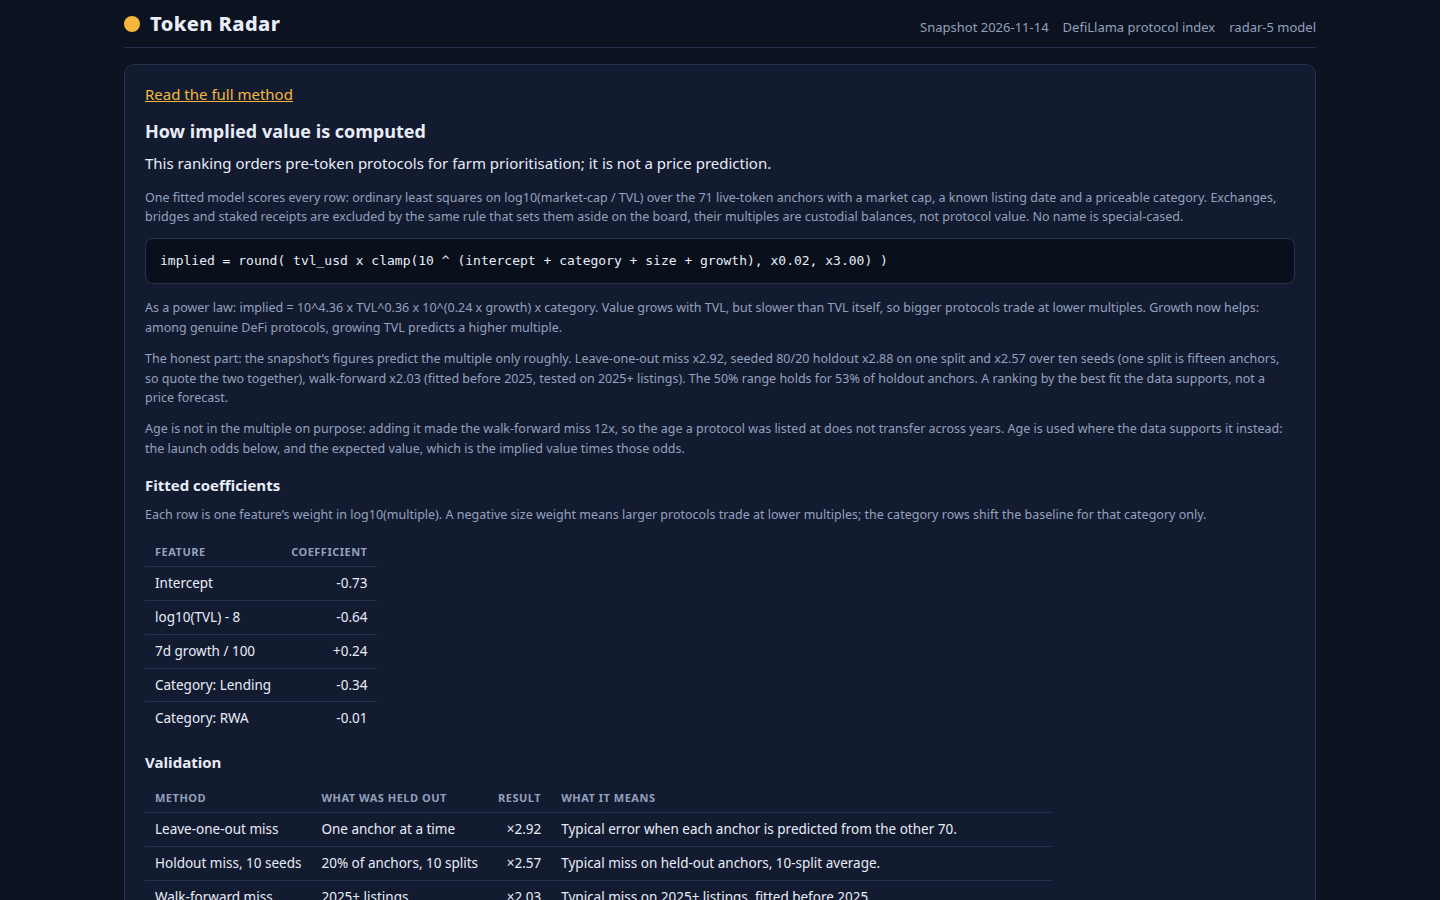 Token Radar
Snapshot 2026-11-14 DefiLlama protocol index radar-5 model
Read the full method
How implied value is computed
This ranking orders pre-token protocols for farm prioritisation; it is not a price prediction.
One fitted model scores every row: ordinary least squares on log10(market-cap / TVL) over the 71 live-token anchors with a market cap, a known listing date and a priceable category. Exchanges,
bridges and staked receipts are excluded by the same rule that sets them aside on the board, their multiples are custodial balances, not protocol value. No name is special-cased.
implied = round( tvl_usd x clamp(10 ^ (intercept + category + size + growth), x0.02, x3.00) )
As a power law: implied = 10^4.36 x TVL^0.36 x 10^(0.24 x growth) x category. Value grows with TVL, but slower than TVL itself, so bigger protocols trade at lower multiples. Growth now helps:
among genuine DeFi protocols, growing TVL predicts a higher multiple.
The honest part: the snapshot's figures predict the multiple only roughly. Leave-one-out miss x2.92, seeded 80/20 holdout x2.88 on one split and x2.57 over ten seeds (one split is fifteen anchors,
so quote the two together), walk-forward x2.03 (fitted before 2025, tested on 2025+ listings). The 50% range holds for 53% of holdout anchors. A ranking by the best fit the data supports, not a
price forecast.
Age is not in the multiple on purpose: adding it made the walk-forward miss 12x, so the age a protocol was listed at does not transfer across years. Age is used where the data supports it instead:
the launch odds below, and the expected value, which is the implied value times those odds.
Fitted coefficients
Each row is one feature's weight in log10(multiple). A negative size weight means larger protocols trade at lower multiples; the category rows shift the baseline for that category only.
FEATURE COEFFICIENT
Intercept -0.73
log10(TVL) - 8 -0.64
7d growth / 100 +0.24
Category: Lending -0.34
Category: RWA -0.01
Validation
METHOD WHAT WAS HELD OUT RESULT WHAT IT MEANS
Leave-one-out miss One anchor at a time ×2.92 Typical error when each anchor is predicted from the other 70.
Holdout miss, 10 seeds 20% of anchors, 10 splits ×2.57 Typical miss on held-out anchors, 10-split average.
Walk-forward miss 2025+ listings ×2.03 Typical miss on 2025+ listings, fitted before 2025.